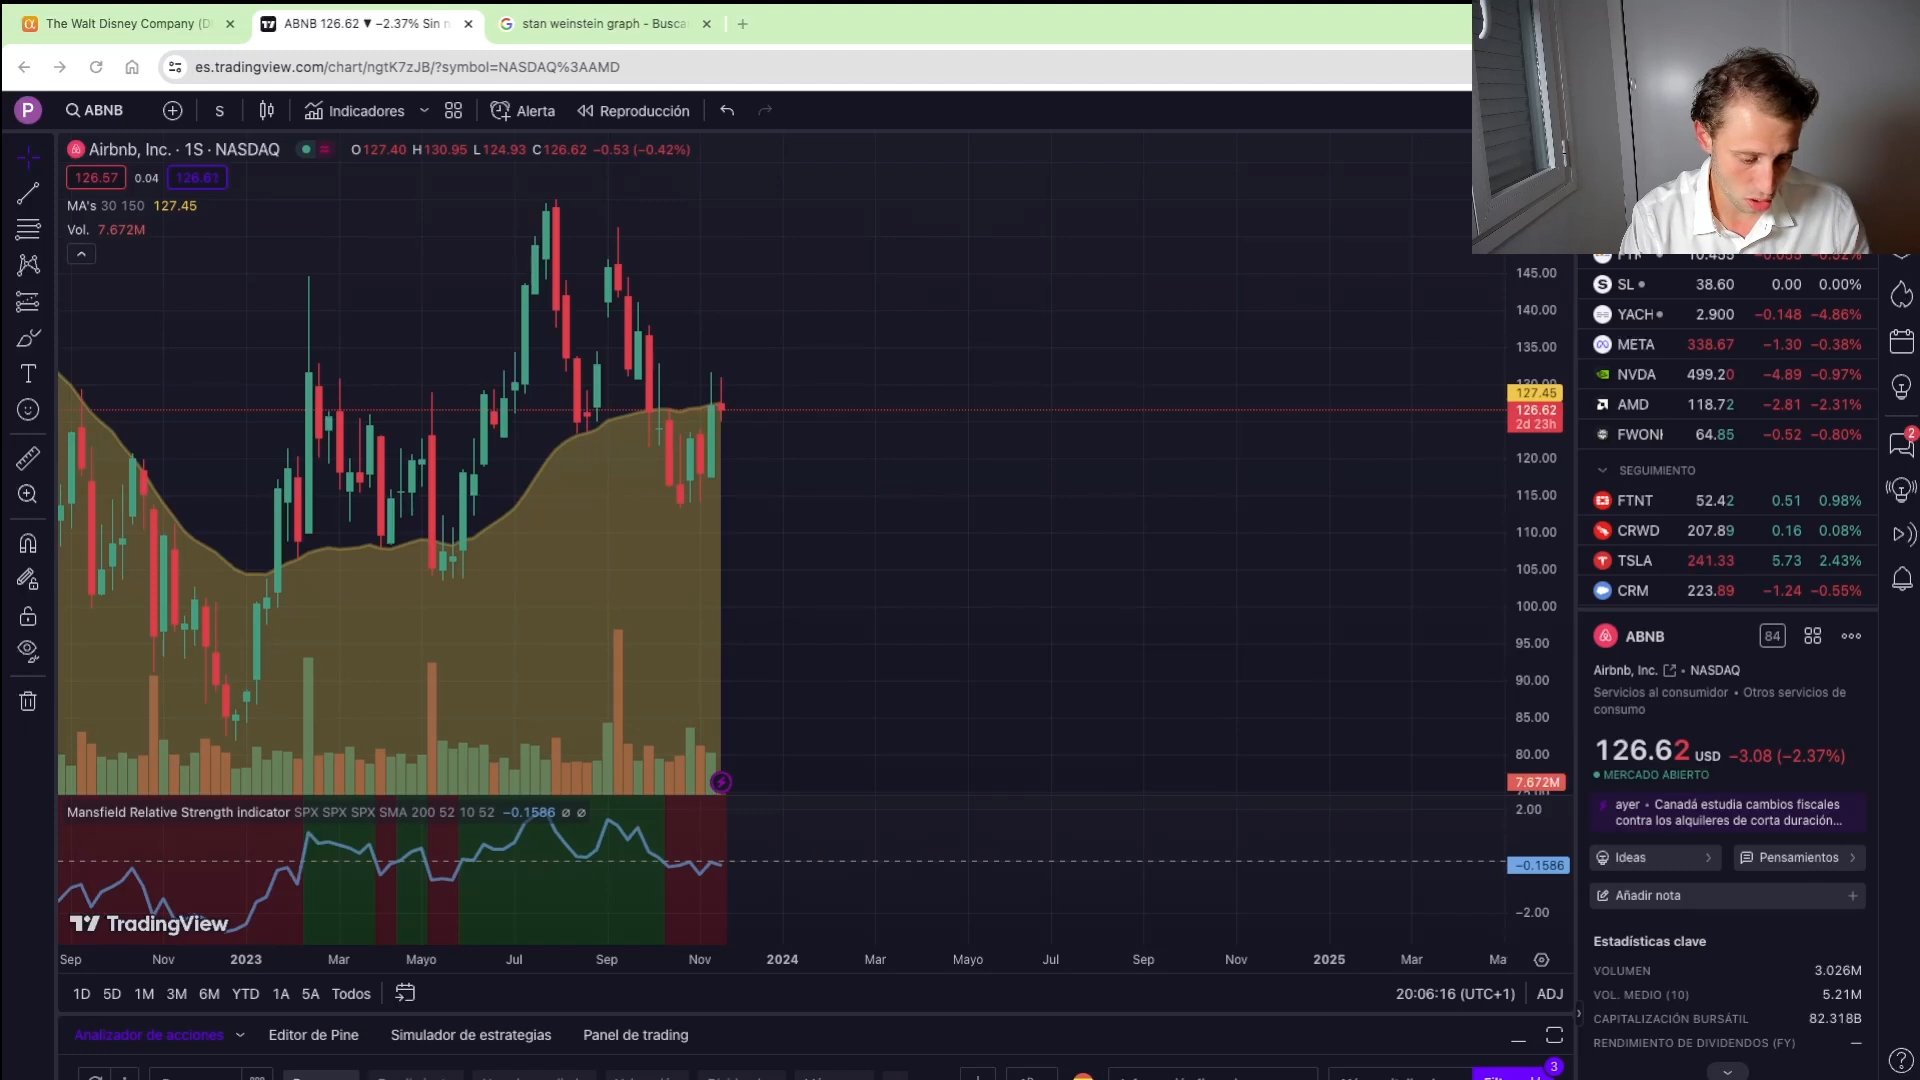 The Walt Disney Company (D
ABNB 126.62 ▼ −2.37% Sin n
stan weinstein graph - Busca
es.tradingview.com/chart/ngtK7zJB/?symbol=NASDAQ%3AAMD
P
ABNB
S
Indicadores
Alerta
Reproducción
Airbnb, Inc. · 1S · NASDAQ
O127.40 H130.95 L124.93 C126.62 −0.53 (−0.42%)
126.57 0.04 126.61
MA's 30 150 127.45
Vol. 7.672M
145.00
140.00
135.00
130.00
127.45
126.62
2d 23h
120.00
115.00
110.00
105.00
100.00
95.00
90.00
85.00
80.00
7.672M
75.00
2.00
−0.1586
−2.00
Mansfield Relative Strength indicator SPX SPX SPX SMA 200 52 10 52 −0.1586 ø ø
TradingView
Sep Nov 2023 Mar Mayo Jul Sep Nov 2024 Mar Mayo Jul Sep Nov 2025 Mar Ma
1D 5D 1M 3M 6M YTD 1A 5A Todos
20:06:16 (UTC+1) ADJ
Analizador de acciones
Editor de Pine
Simulador de estrategias
Panel de trading
3
SL 38.60 0.00 0.00%
YACH 2.900 −0.148 −4.86%
META 338.67 −1.30 −0.38%
NVDA 499.20 −4.89 −0.97%
AMD 118.72 −2.81 −2.31%
FWONK 64.85 −0.52 −0.80%
SEGUIMIENTO
FTNT 52.42 0.51 0.98%
CRWD 207.89 0.16 0.08%
TSLA 241.33 5.73 2.43%
CRM 223.89 −1.24 −0.55%
ABNB 84
Airbnb, Inc. • NASDAQ
Servicios al consumidor • Otros servicios de
consumo
126.62 USD −3.08 (−2.37%)
MERCADO ABIERTO
ayer • Canadá estudia cambios fiscales
contra los alquileres de corta duración...
Ideas
Pensamientos
Añadir nota
Estadísticas clave
VOLUMEN 3.026M
VOL. MEDIO (10) 5.21M
CAPITALIZACIÓN BURSÁTIL 82.318B
RENDIMIENTO DE DIVIDENDOS (FY) —
2